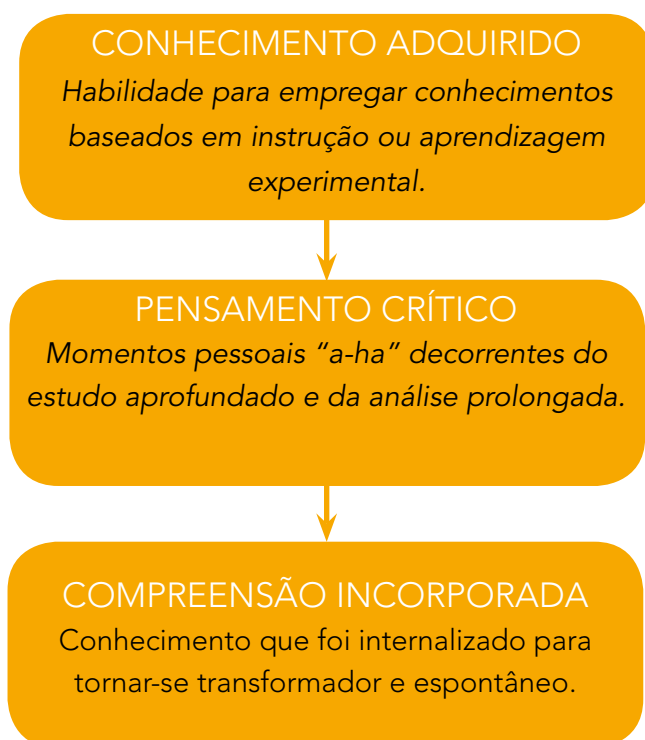 CONHECIMENTO ADQUIRIDO
Habilidade para empregar conhecimentos
baseados em instrução ou aprendizagem
experimental.
PENSAMENTO CRÍTICO
Momentos pessoais “a-ha” decorrentes do
estudo aprofundado e da análise prolongada.
COMPREENSÃO INCORPORADA
Conhecimento que foi internalizado para
tornar-se transformador e espontâneo.